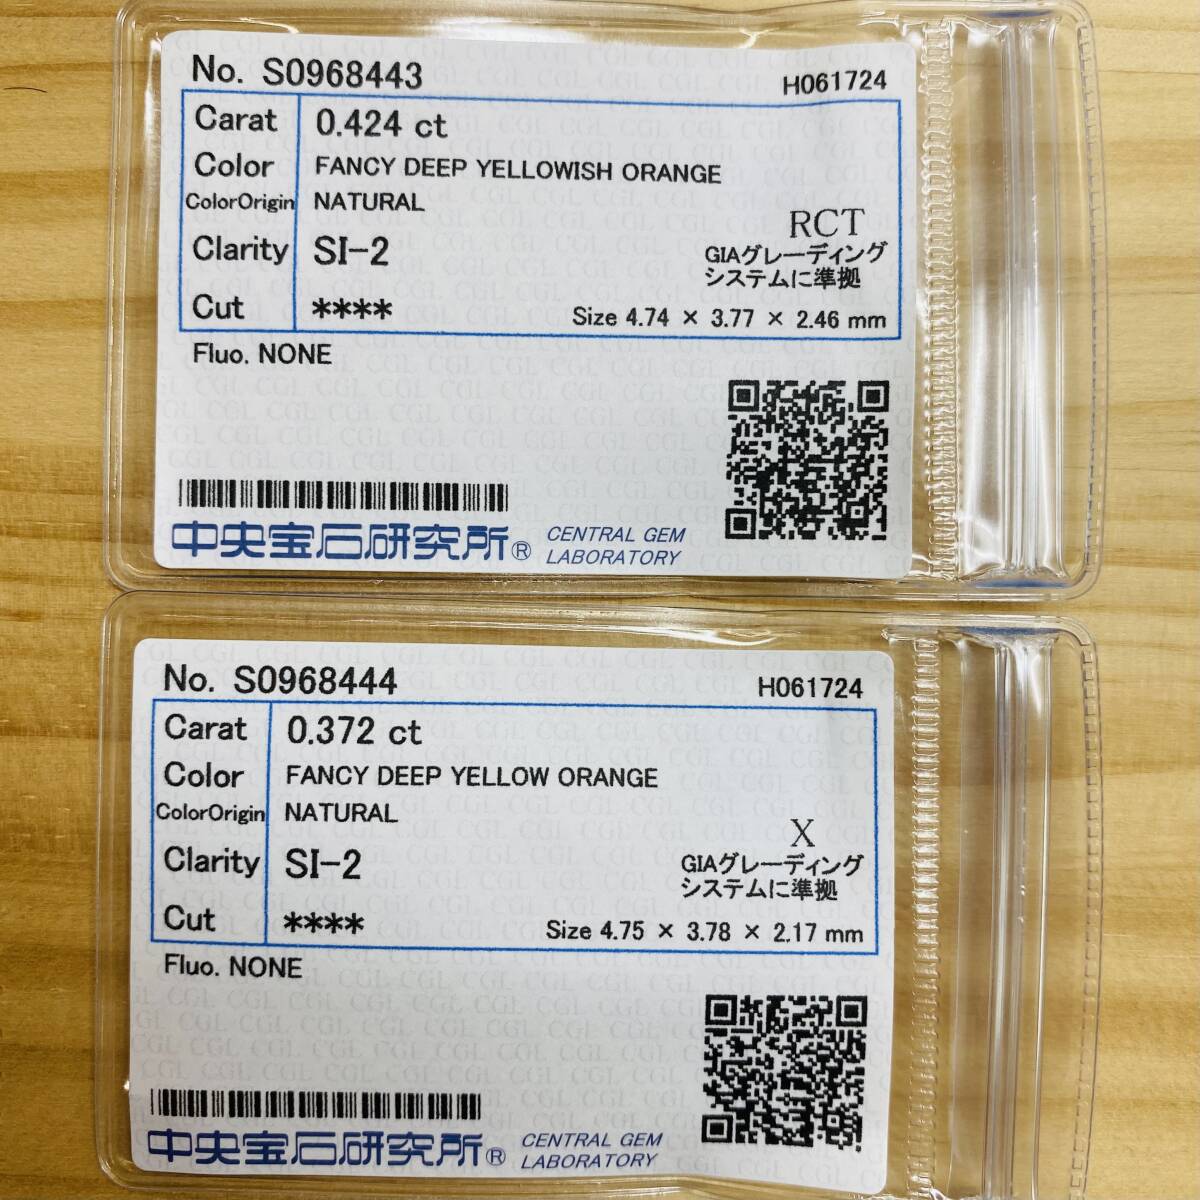 No. S0968443 H061724
Carat 0.424 ct
Color FANCY DEEP YELLOWISH ORANGE
ColorOrigin NATURAL
RCT
Clarity SI-2
GIAグレーディング
システムに準拠
Cut ****
Size 4.74 × 3.77 × 2.46 mm
Fluo. NONE
中央宝石研究所® CENTRAL GEM
LABORATORY
No. S0968444 H061724
Carat 0.372 ct
Color FANCY DEEP YELLOW ORANGE
ColorOrigin NATURAL
X
Clarity SI-2
GIAグレーディング
システムに準拠
Cut ****
Size 4.75 × 3.78 × 2.17 mm
Fluo. NONE
中央宝石研究所® CENTRAL GEM
LABORATORY